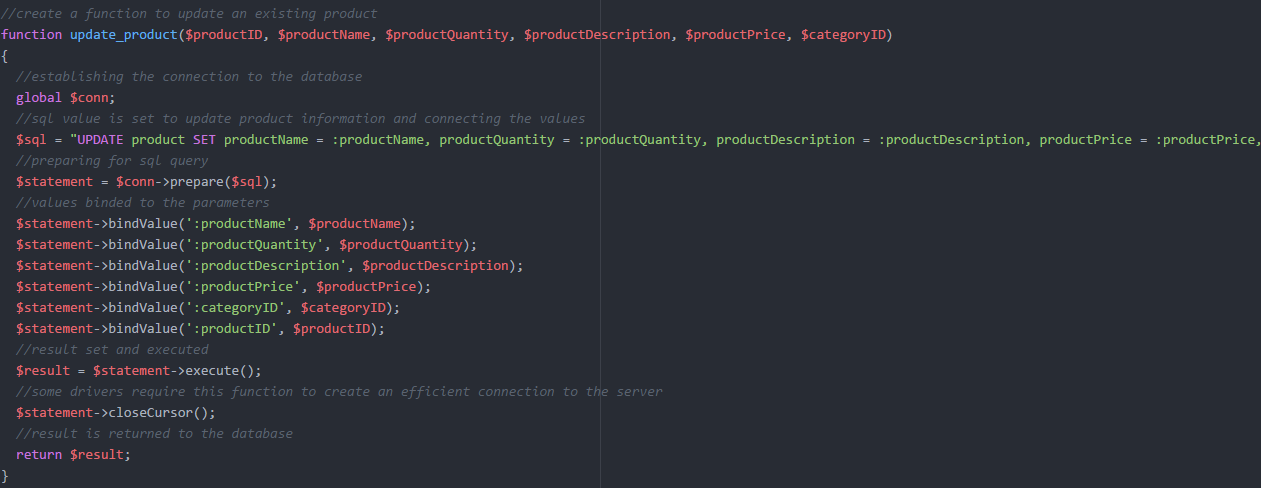 //create a function to update an existing product
function update_product($productID, $productName, $productQuantity, $productDescription, $productPrice, $categoryID)
{
//establishing the connection to the database
global $conn;
//sql value is set to update product information and connecting the values
$sql = "UPDATE product SET productName = :productName, productQuantity = :productQuantity, productDescription = :productDescription, productPrice = :productPrice,
//preparing for sql query
$statement = $conn->prepare($sql);
//values binded to the parameters
$statement->bindValue(':productName', $productName);
$statement->bindValue(':productQuantity', $productQuantity);
$statement->bindValue(':productDescription', $productDescription);
$statement->bindValue(':productPrice', $productPrice);
$statement->bindValue(':categoryID', $categoryID);
$statement->bindValue(':productID', $productID);
//result set and executed
$result = $statement->execute();
//some drivers require this function to create an efficient connection to the server
$statement->closeCursor();
//result is returned to the database
return $result;
}